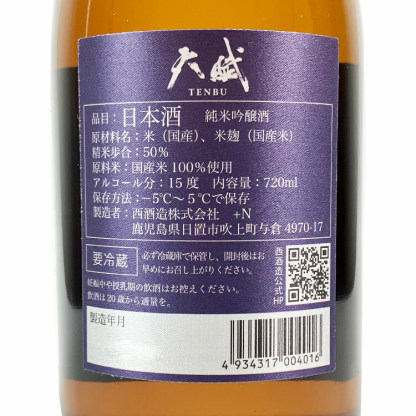 天賦
TENBU
品目：日本酒　純米吟醸酒
原材料名：米（国産）、米麹（国産米）
精米歩合：50%
原料米：国産米100%使用
アルコール分：15度　内容量：720ml
保存方法：−5℃〜5℃で保存
製造者：西酒造株式会社　+N
鹿児島県日置市吹上町与倉4970-17
要冷蔵
必ず冷蔵庫で保管し、開封後はお
早めにお召し上がりください。
妊娠中や授乳期の飲酒はお控えください。
飲酒は20歳から適量を。
西酒造公式HP
製造年月
4 934317 004016